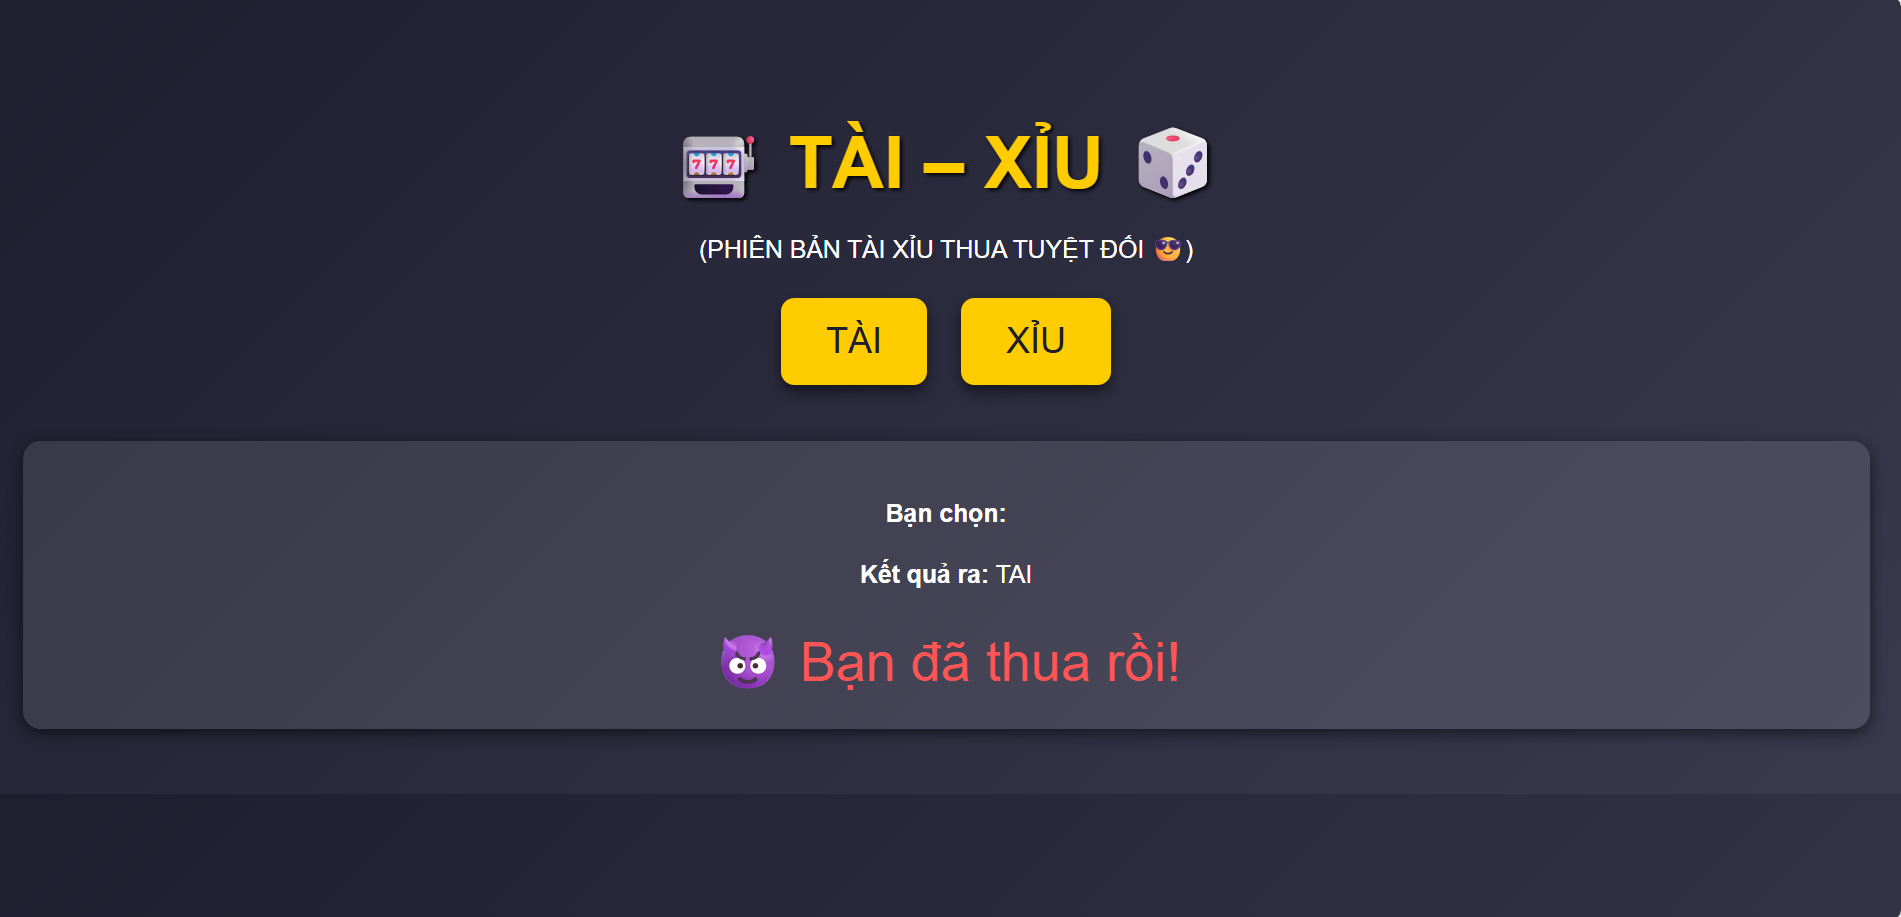 TÀI – XỈU
(PHIÊN BẢN TÀI XỈU THUA TUYỆT ĐỐI 😎)
TÀI
XỈU
Bạn chọn:
Kết quả ra: TAI
😈 Bạn đã thua rồi!